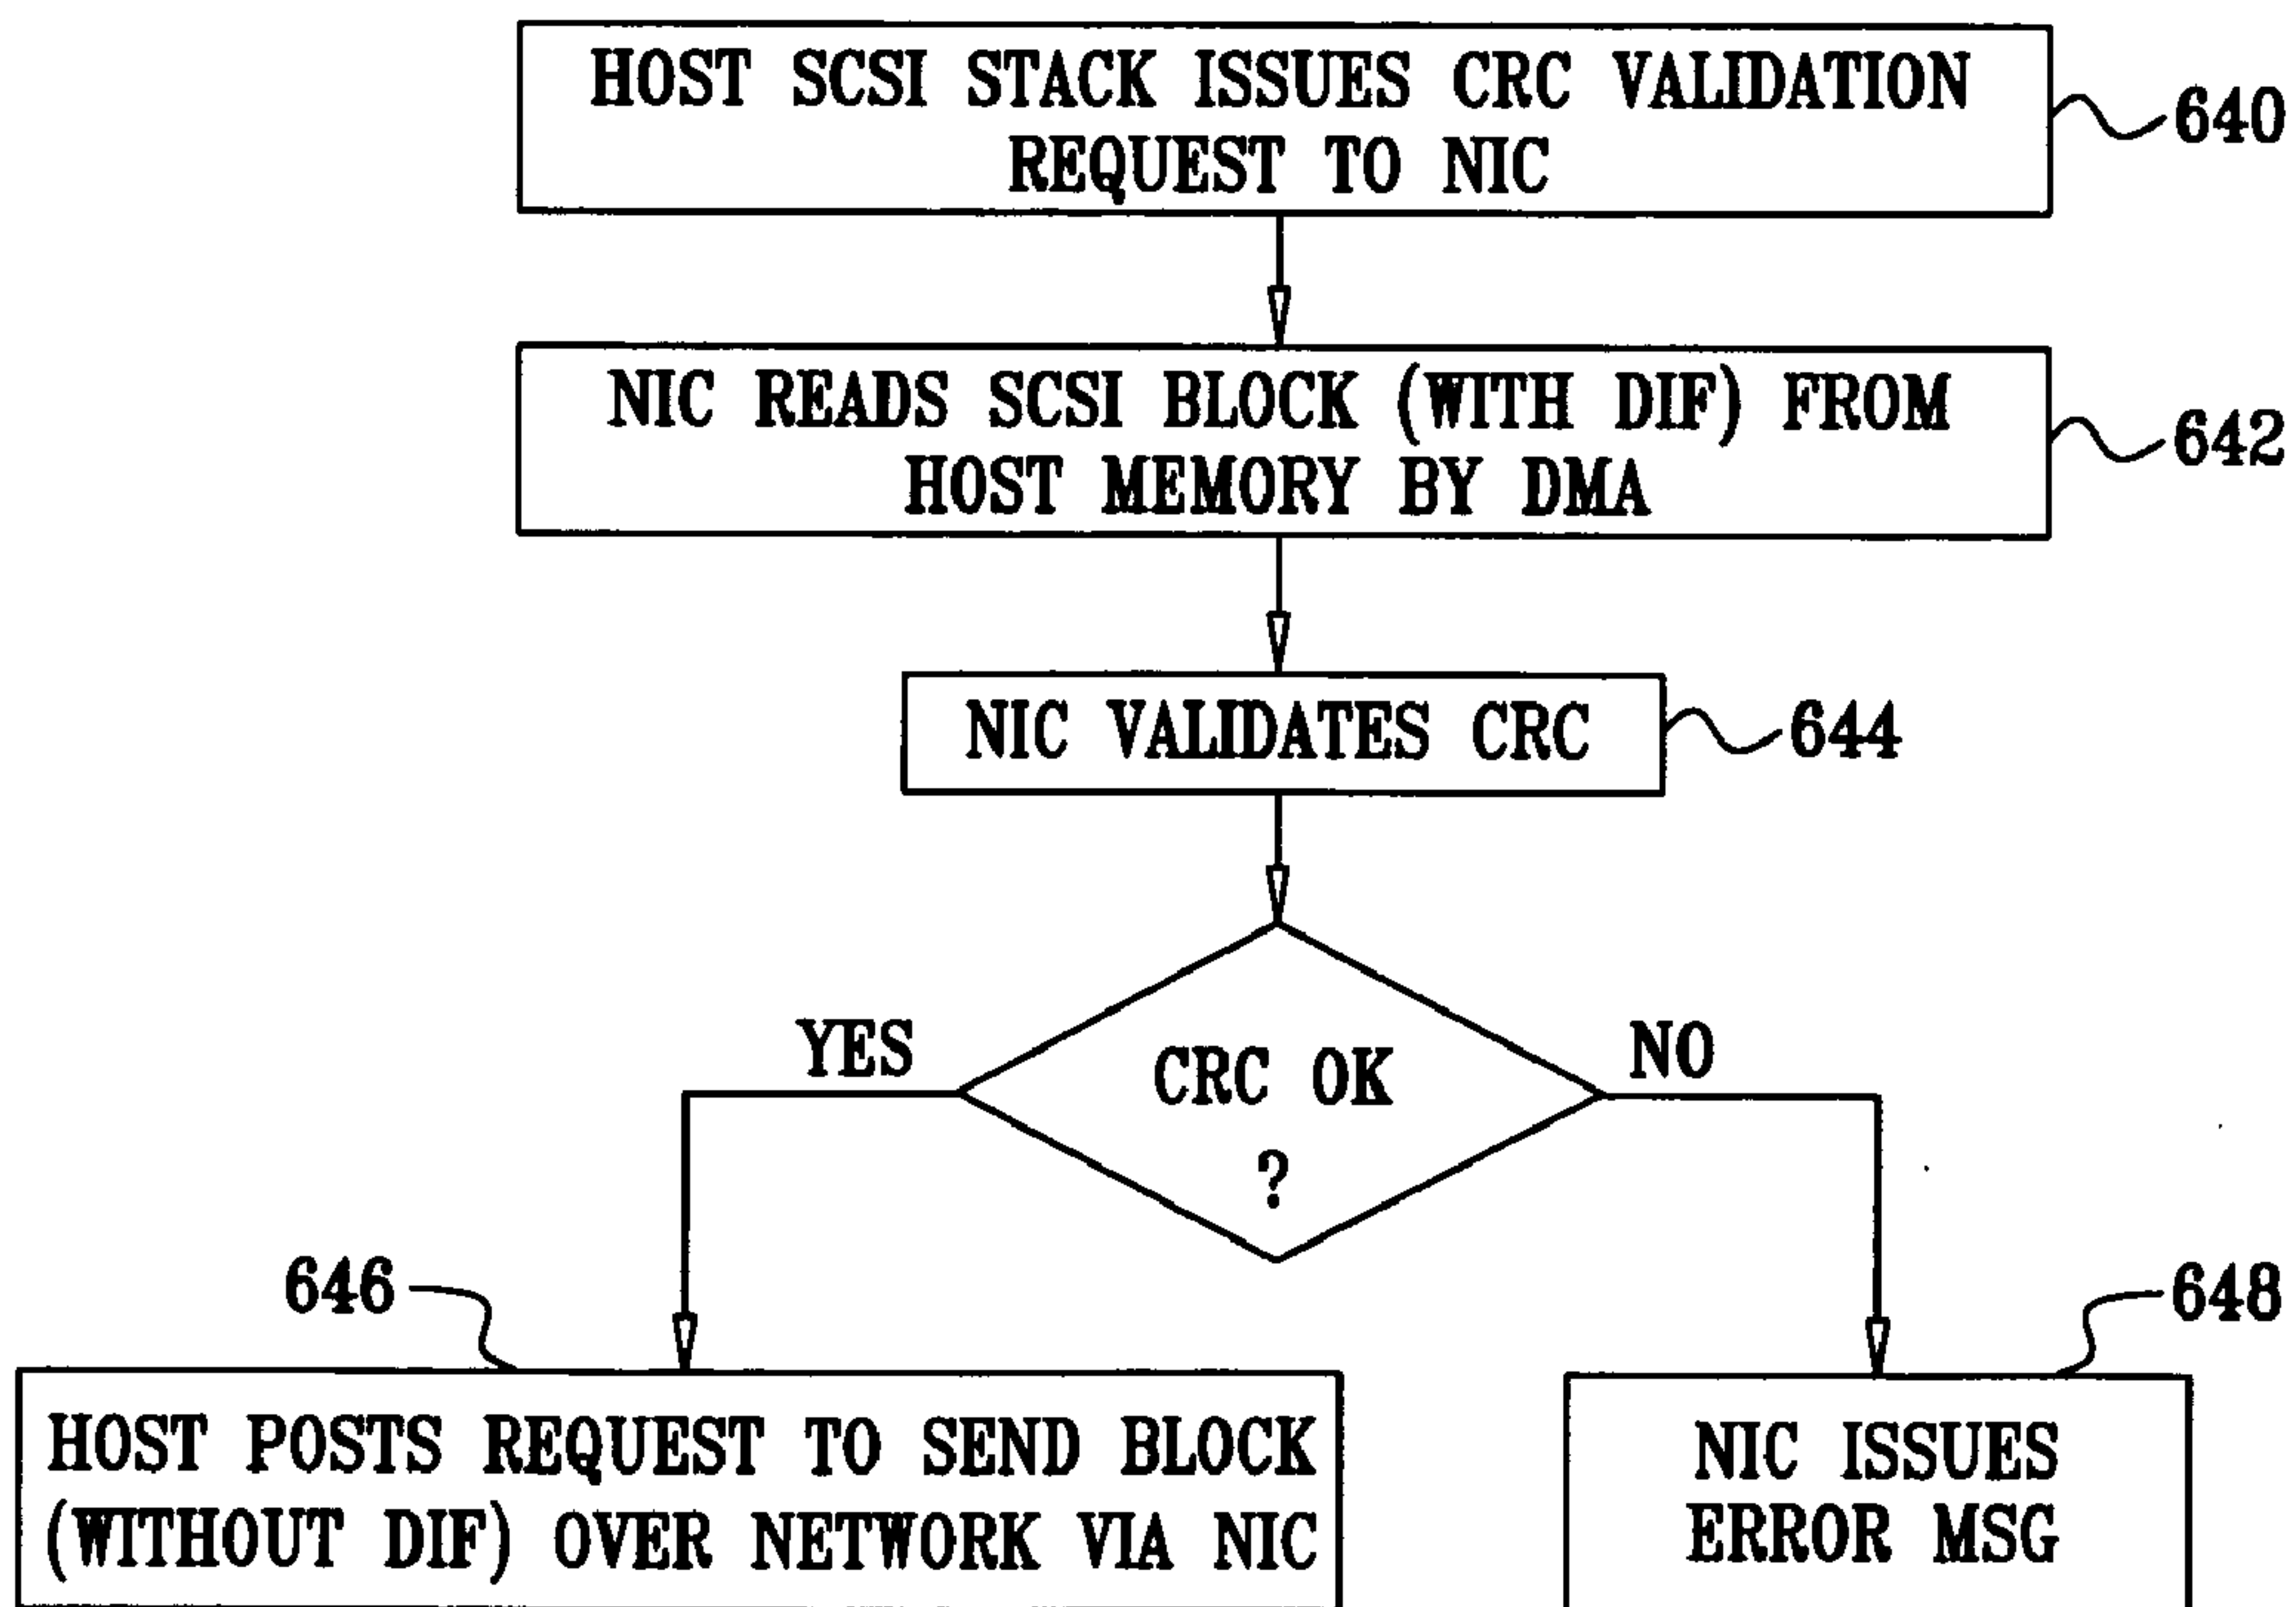 HOST SCSI STACK ISSUES CRC VALIDATION
REQUEST TO NIC
640
NIC READS SCSI BLOCK (WITH DIF) FROM
HOST MEMORY BY DMA
642
NIC VALIDATES CRC
644
YES
CRC OK
?
NO
646
648
HOST POSTS REQUEST TO SEND BLOCK
(WITHOUT DIF) OVER NETWORK VIA NIC
NIC ISSUES
ERROR MSG